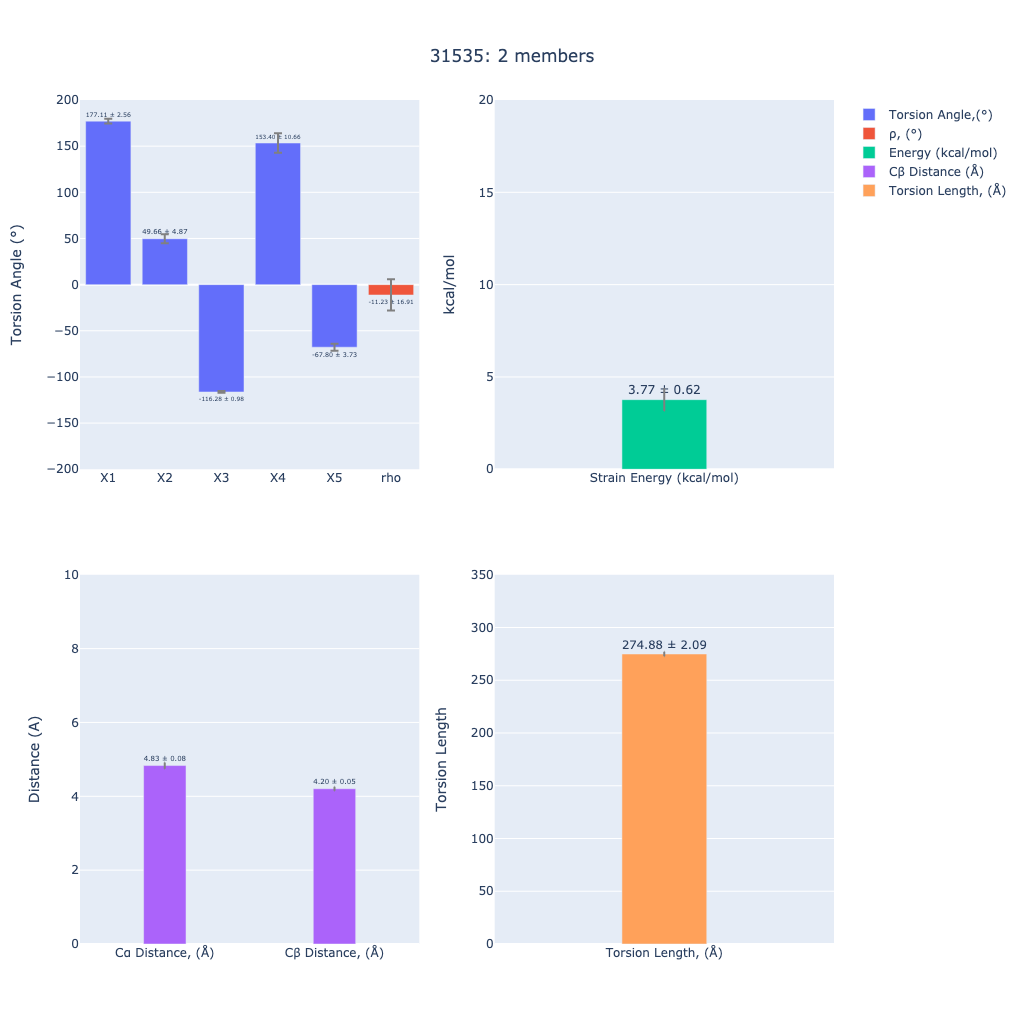 31535: 2 members
Torsion Angle (°)
200
150
100
50
0
−50
−100
−150
−200
177.11 ± 2.56
49.66 ± 4.87
-116.28 ± 0.98
153.40 ± 10.66
-67.80 ± 3.73
-11.23 ± 16.91
X1 X2 X3 X4 X5 rho
kcal/mol
20
15
10
5
0
3.77 ± 0.62
Strain Energy (kcal/mol)
Torsion Angle,(°)
ρ, (°)
Energy (kcal/mol)
Cβ Distance (Å)
Torsion Length, (Å)
Distance (A)
10
8
6
4
2
0
4.83 ± 0.08
4.20 ± 0.05
Cα Distance, (Å) Cβ Distance, (Å)
Torsion Length
350
300
250
200
150
100
50
0
274.88 ± 2.09
Torsion Length, (Å)